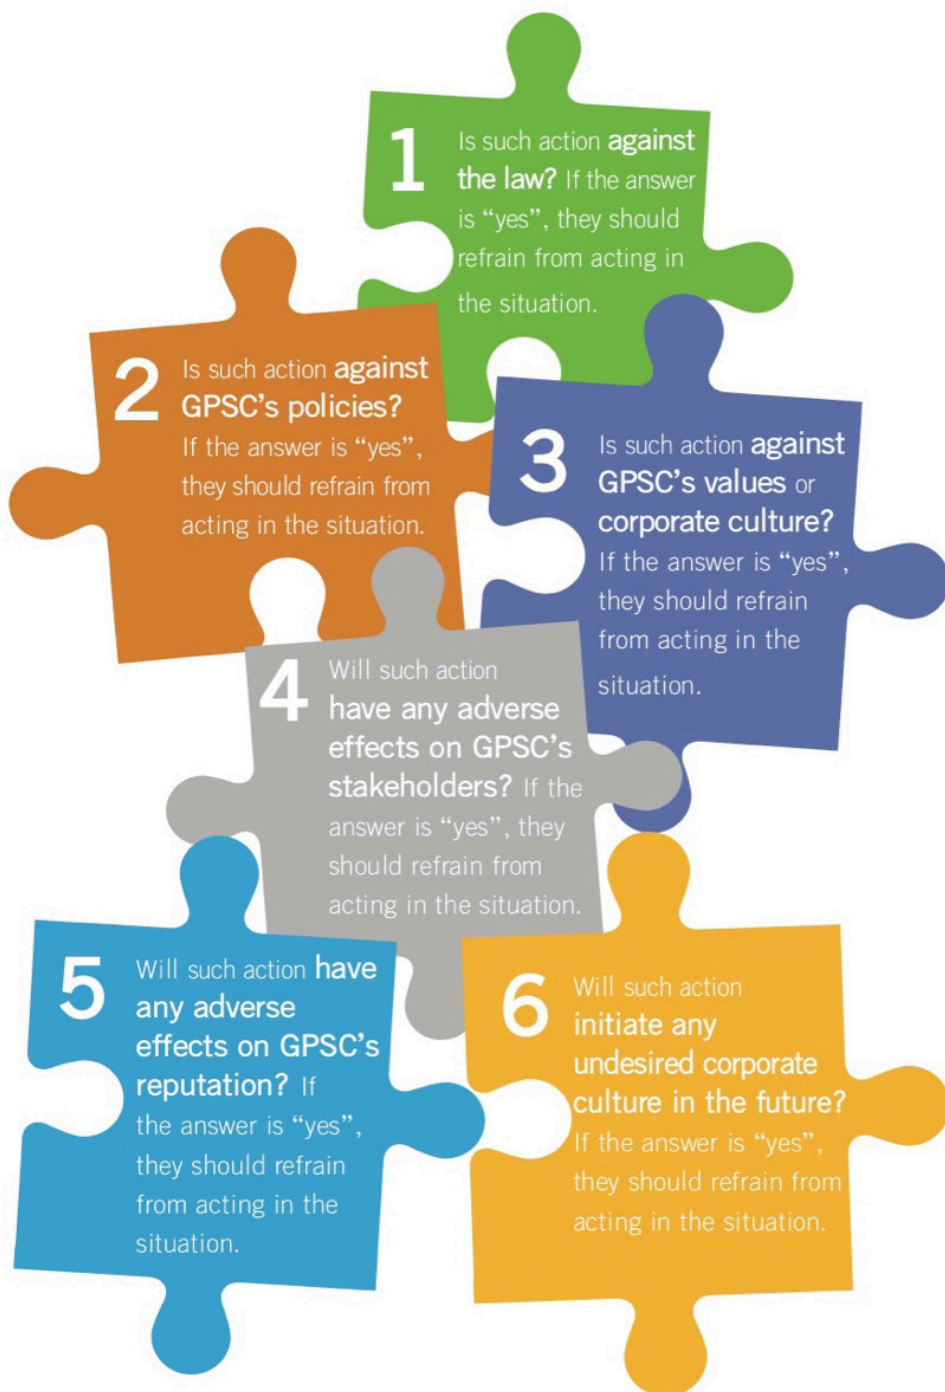 1
Is such action against
the law? If the answer
is “yes”, they should
refrain from acting in
the situation.
2
Is such action against
GPSC’s policies?
If the answer is “yes”,
they should refrain from
acting in the situation.
3
Is such action against
GPSC’s values or
corporate culture?
If the answer is “yes”,
they should refrain
from acting in the
situation.
4
Will such action
have any adverse
effects on GPSC’s
stakeholders? If the
answer is “yes”, they
should refrain from
acting in the situation.
5
Will such action have
any adverse
effects on GPSC’s
reputation? If
the answer is “yes”,
they should refrain
from acting in the
situation.
6
Will such action
initiate any
undesired corporate
culture in the future?
If the answer is “yes”,
they should refrain from
acting in the situation.